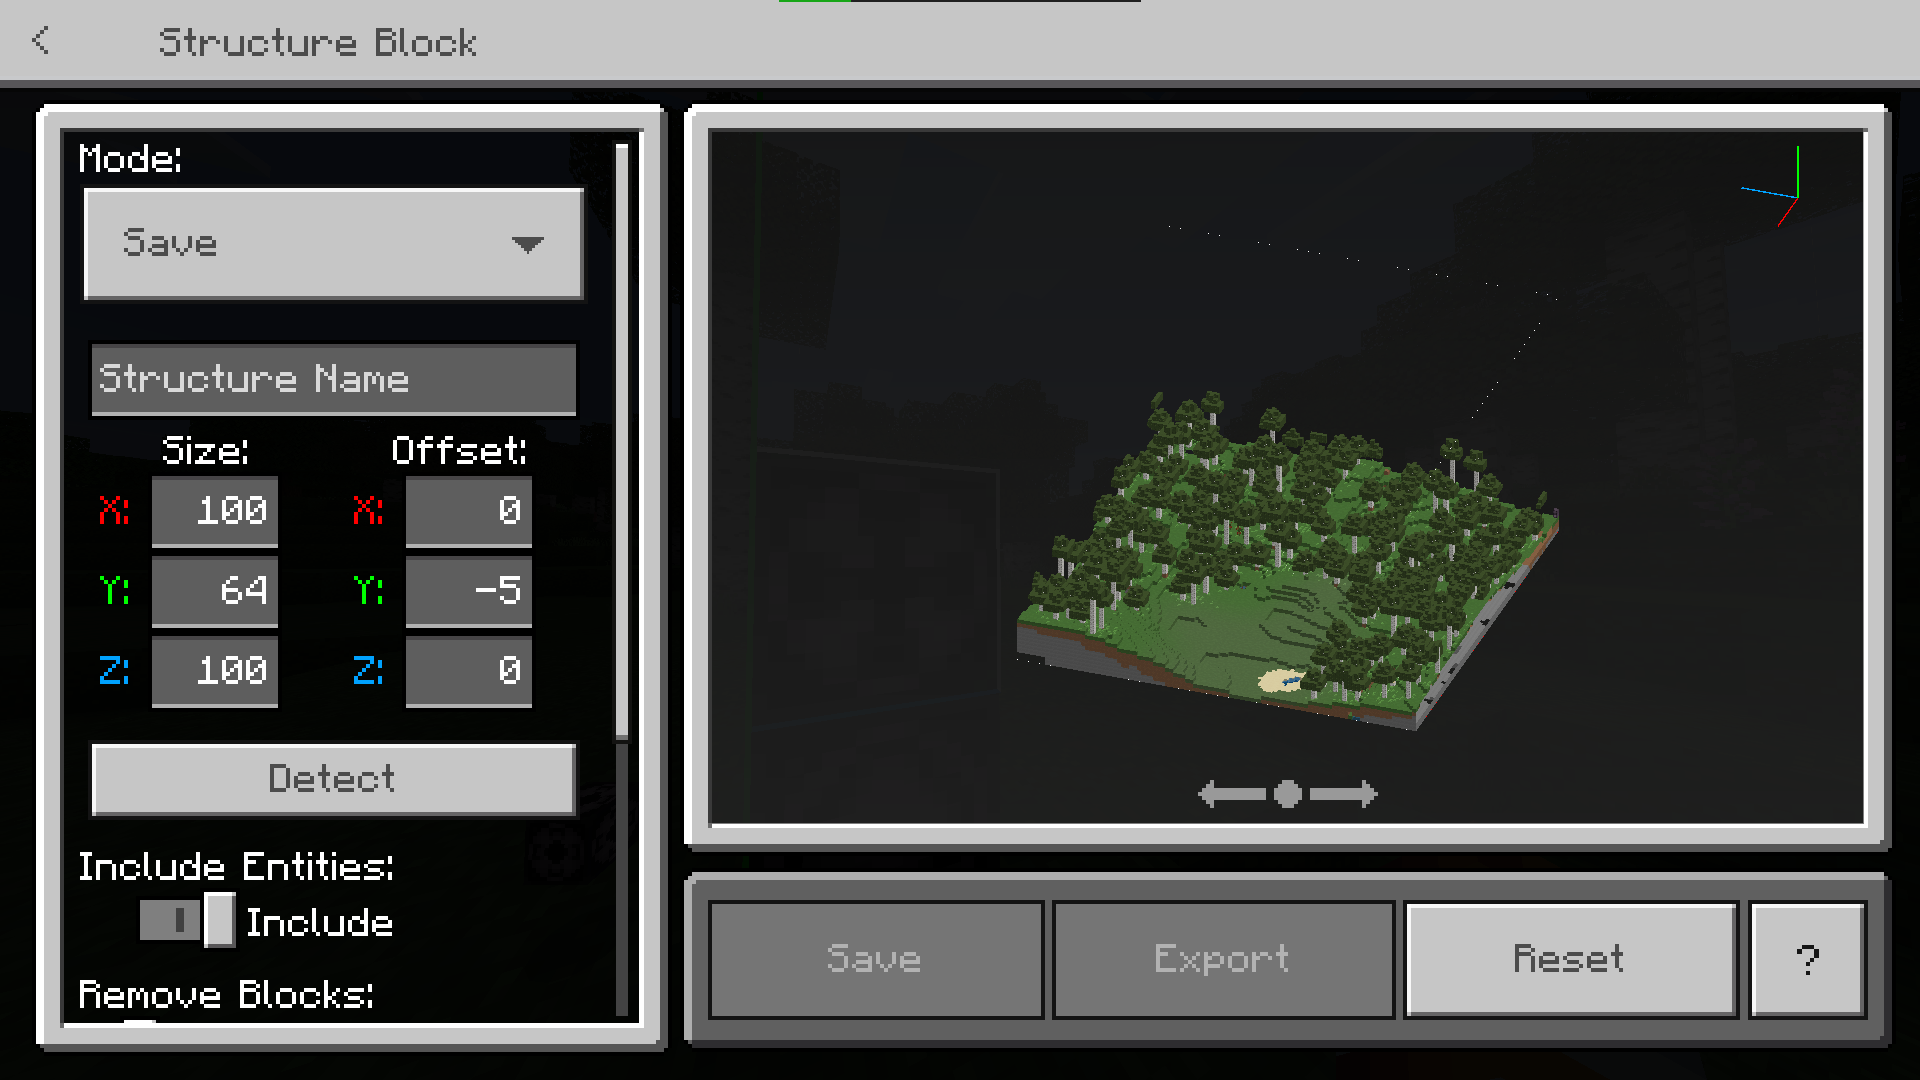 Structure Block
Mode:
Save
Structure Name
Size: Offset:
X: 100 X: 0
Y: 64 Y: -5
Z: 100 Z: 0
Detect
Include Entities:
Include
Remove Blocks:
Save Export Reset ?